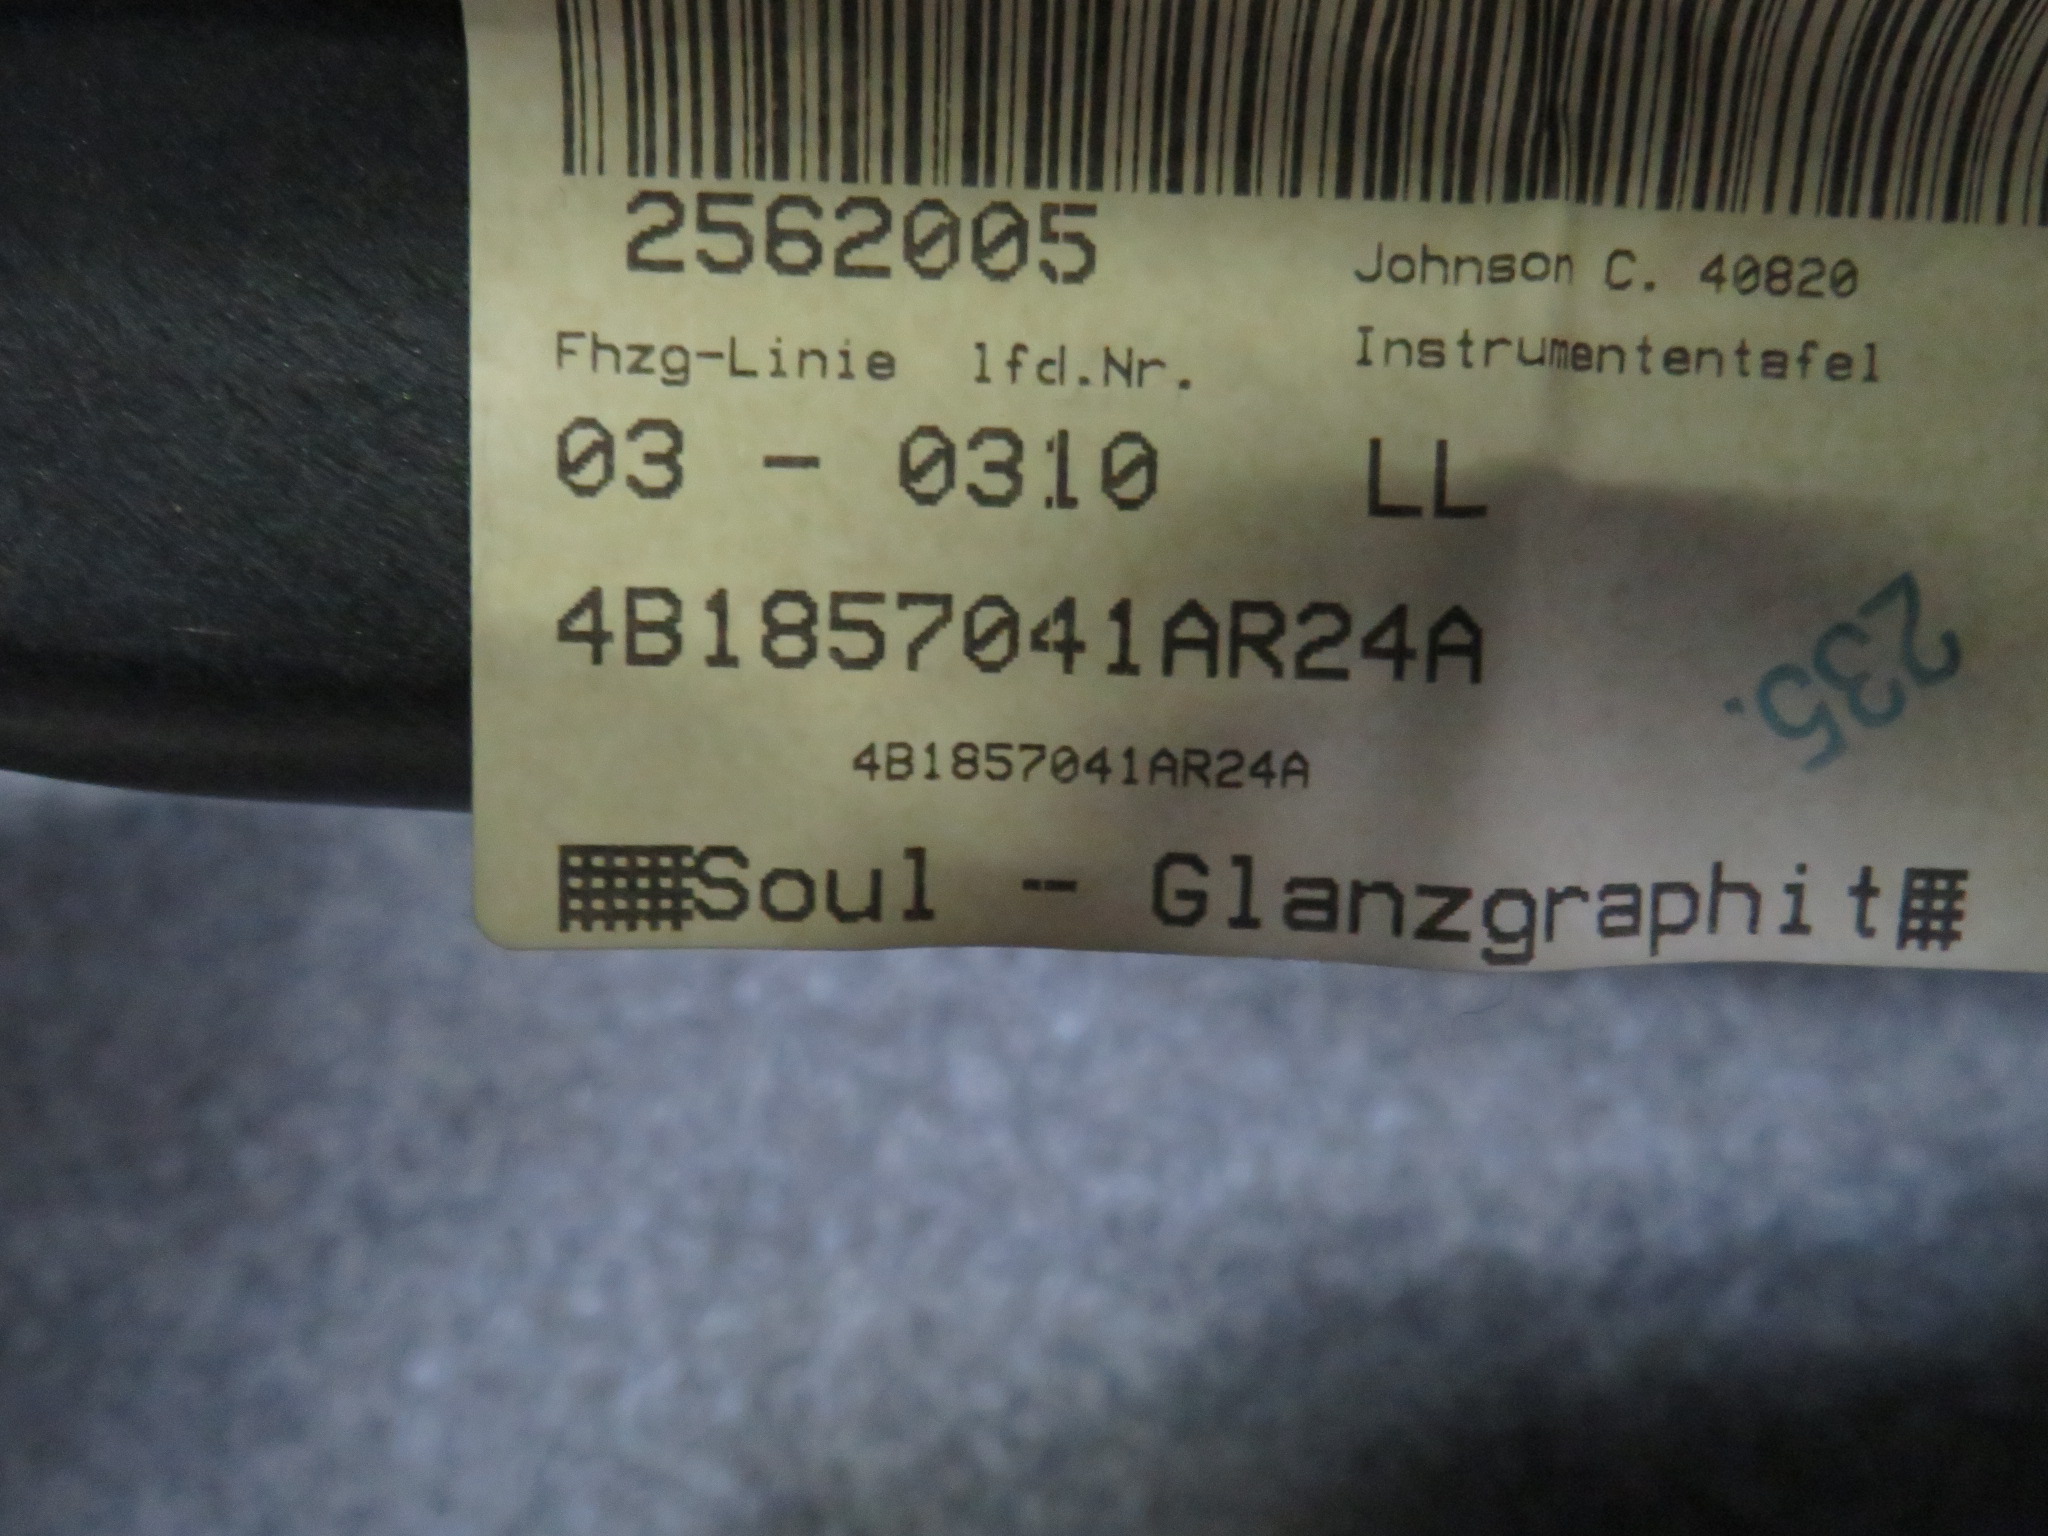 2562005
Johnson C. 40820
Fhzg-Linie lfd.Nr.
Instrumententafel
03 - 0310 LL
4B1857041AR24A
235.
4B1857041AR24A
Soul - Glanzgraphit